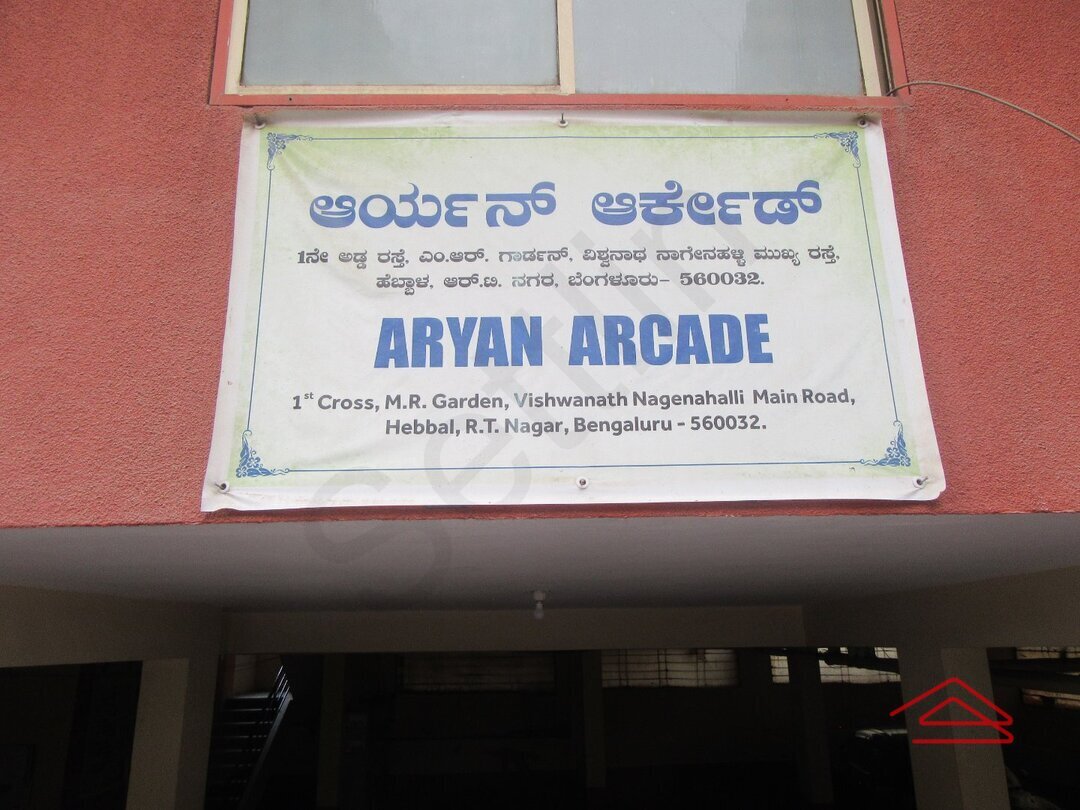 ಆರ್ಯನ್ ಆರ್ಕೇಡ್
1ನೇ ಅಡ್ಡ ರಸ್ತೆ, ಎಂ.ಆರ್. ಗಾರ್ಡನ್, ವಿಶ್ವನಾಥ ನಾಗೇನಹಳ್ಳಿ ಮುಖ್ಯ ರಸ್ತೆ,
ಹೆಬ್ಬಾಳ, ಆರ್.ಟಿ. ನಗರ, ಬೆಂಗಳೂರು- 560032.
ARYAN ARCADE
1st Cross, M.R. Garden, Vishwanath Nagenahalli Main Road,
Hebbal, R.T. Nagar, Bengaluru - 560032.